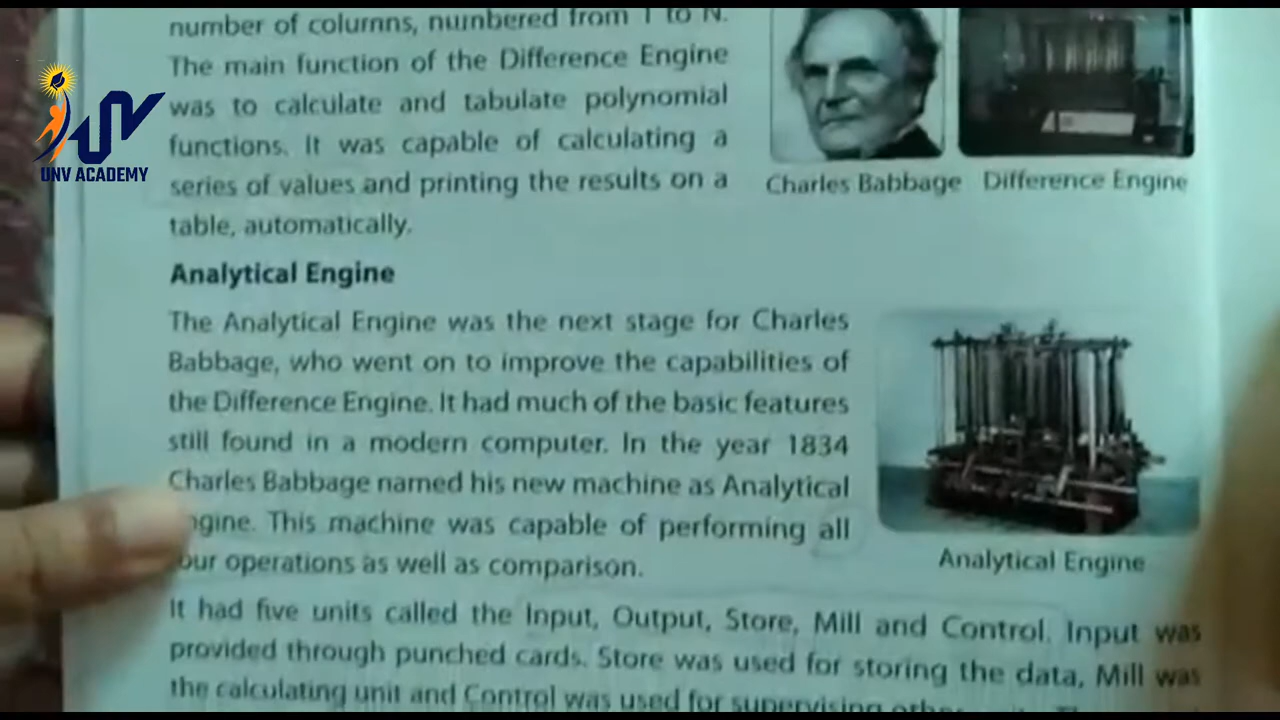 number of columns, numbered from 1 to N.
The main function of the Difference Engine
was to calculate and tabulate polynomial
functions. It was capable of calculating a
series of values and printing the results on a
table, automatically.
Charles Babbage
Difference Engine
UNV ACADEMY
Analytical Engine
The Analytical Engine was the next stage for Charles
Babbage, who went on to improve the capabilities of
the Difference Engine. It had much of the basic features
still found in a modern computer. In the year 1834
Charles Babbage named his new machine as Analytical
ngine. This machine was capable of performing all
our operations as well as comparison.
Analytical Engine
It had five units called the Input, Output, Store, Mill and Control. Input was
provided through punched cards. Store was used for storing the data, Mill was
the calculating unit and Control was used for supervising other